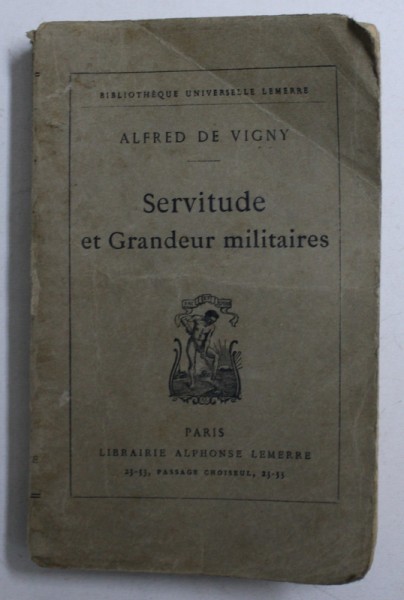 BIBLIOTHÈQUE UNIVERSELLE LEMERRE
ALFRED DE VIGNY
Servitude
et Grandeur militaires
PARIS
LIBRAIRIE ALPHONSE LEMERRE
23-33, PASSAGE CHOISEUL, 23-33